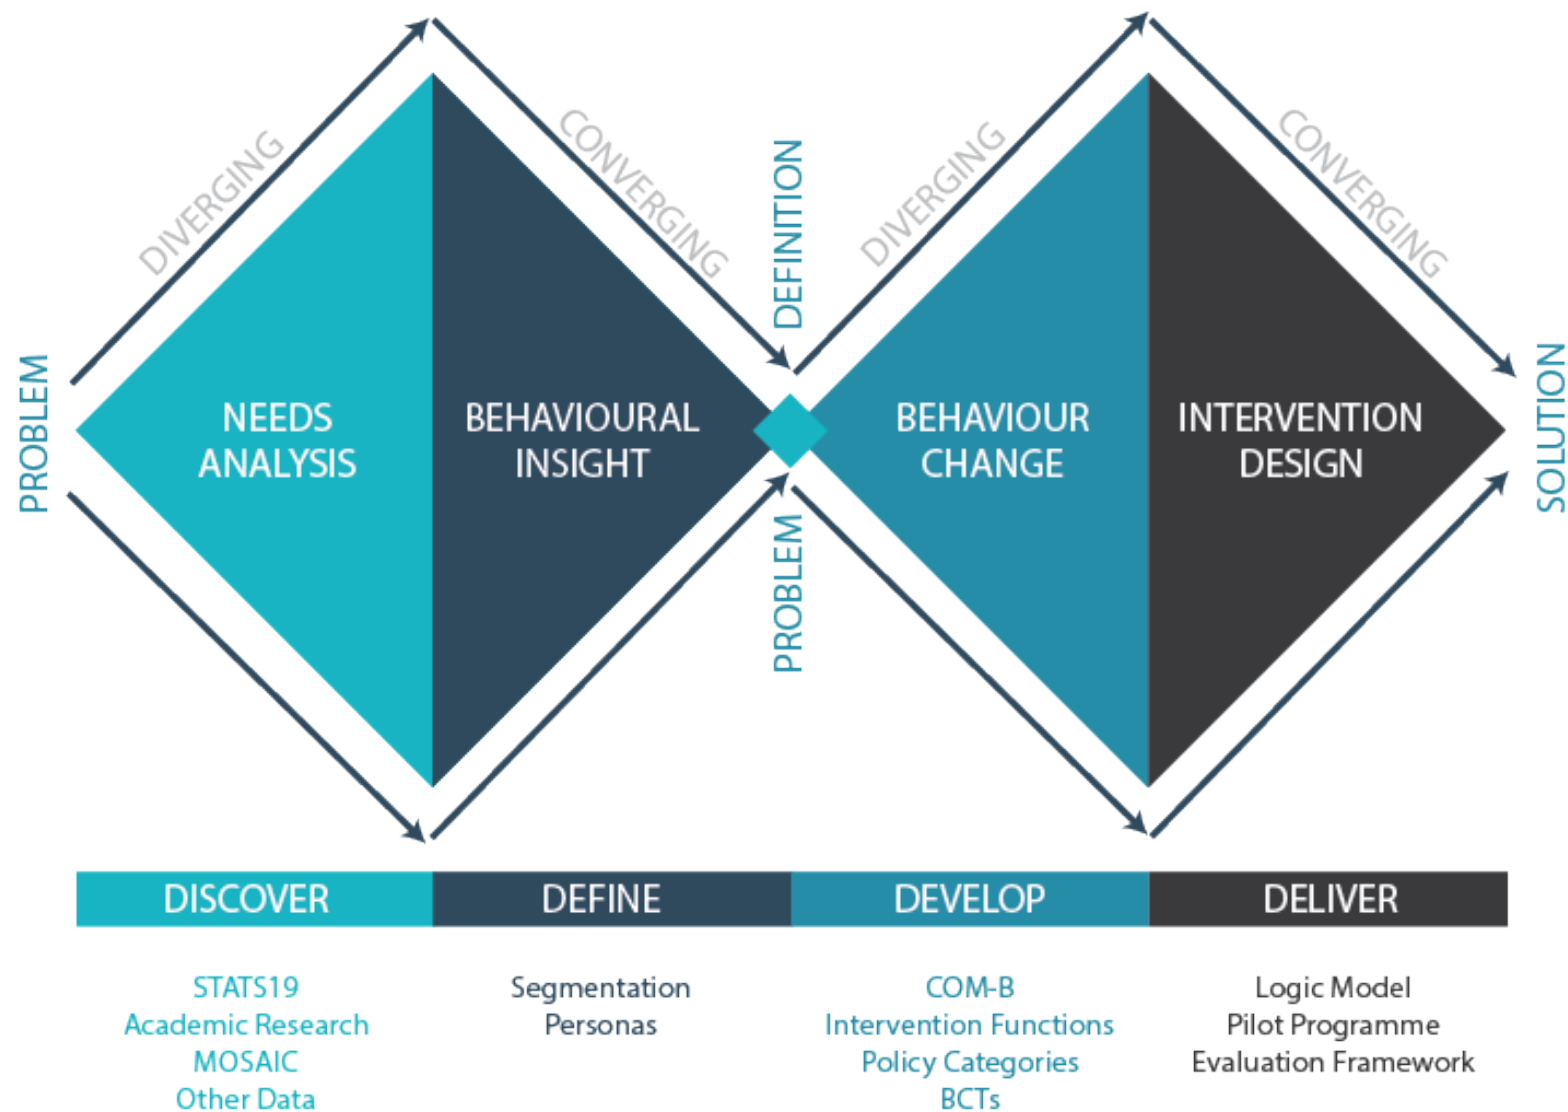 DIVERGING
CONVERGING
DIVERGING
CONVERGING
PROBLEM
PROBLEM
DEFINITION
SOLUTION
NEEDS
ANALYSIS
BEHAVIOURAL
INSIGHT
BEHAVIOUR
CHANGE
INTERVENTION
DESIGN
DISCOVER
DEFINE
DEVELOP
DELIVER
STATS19
Academic Research
MOSAIC
Other Data
Segmentation
Personas
COM-B
Intervention Functions
Policy Categories
BCTs
Logic Model
Pilot Programme
Evaluation Framework